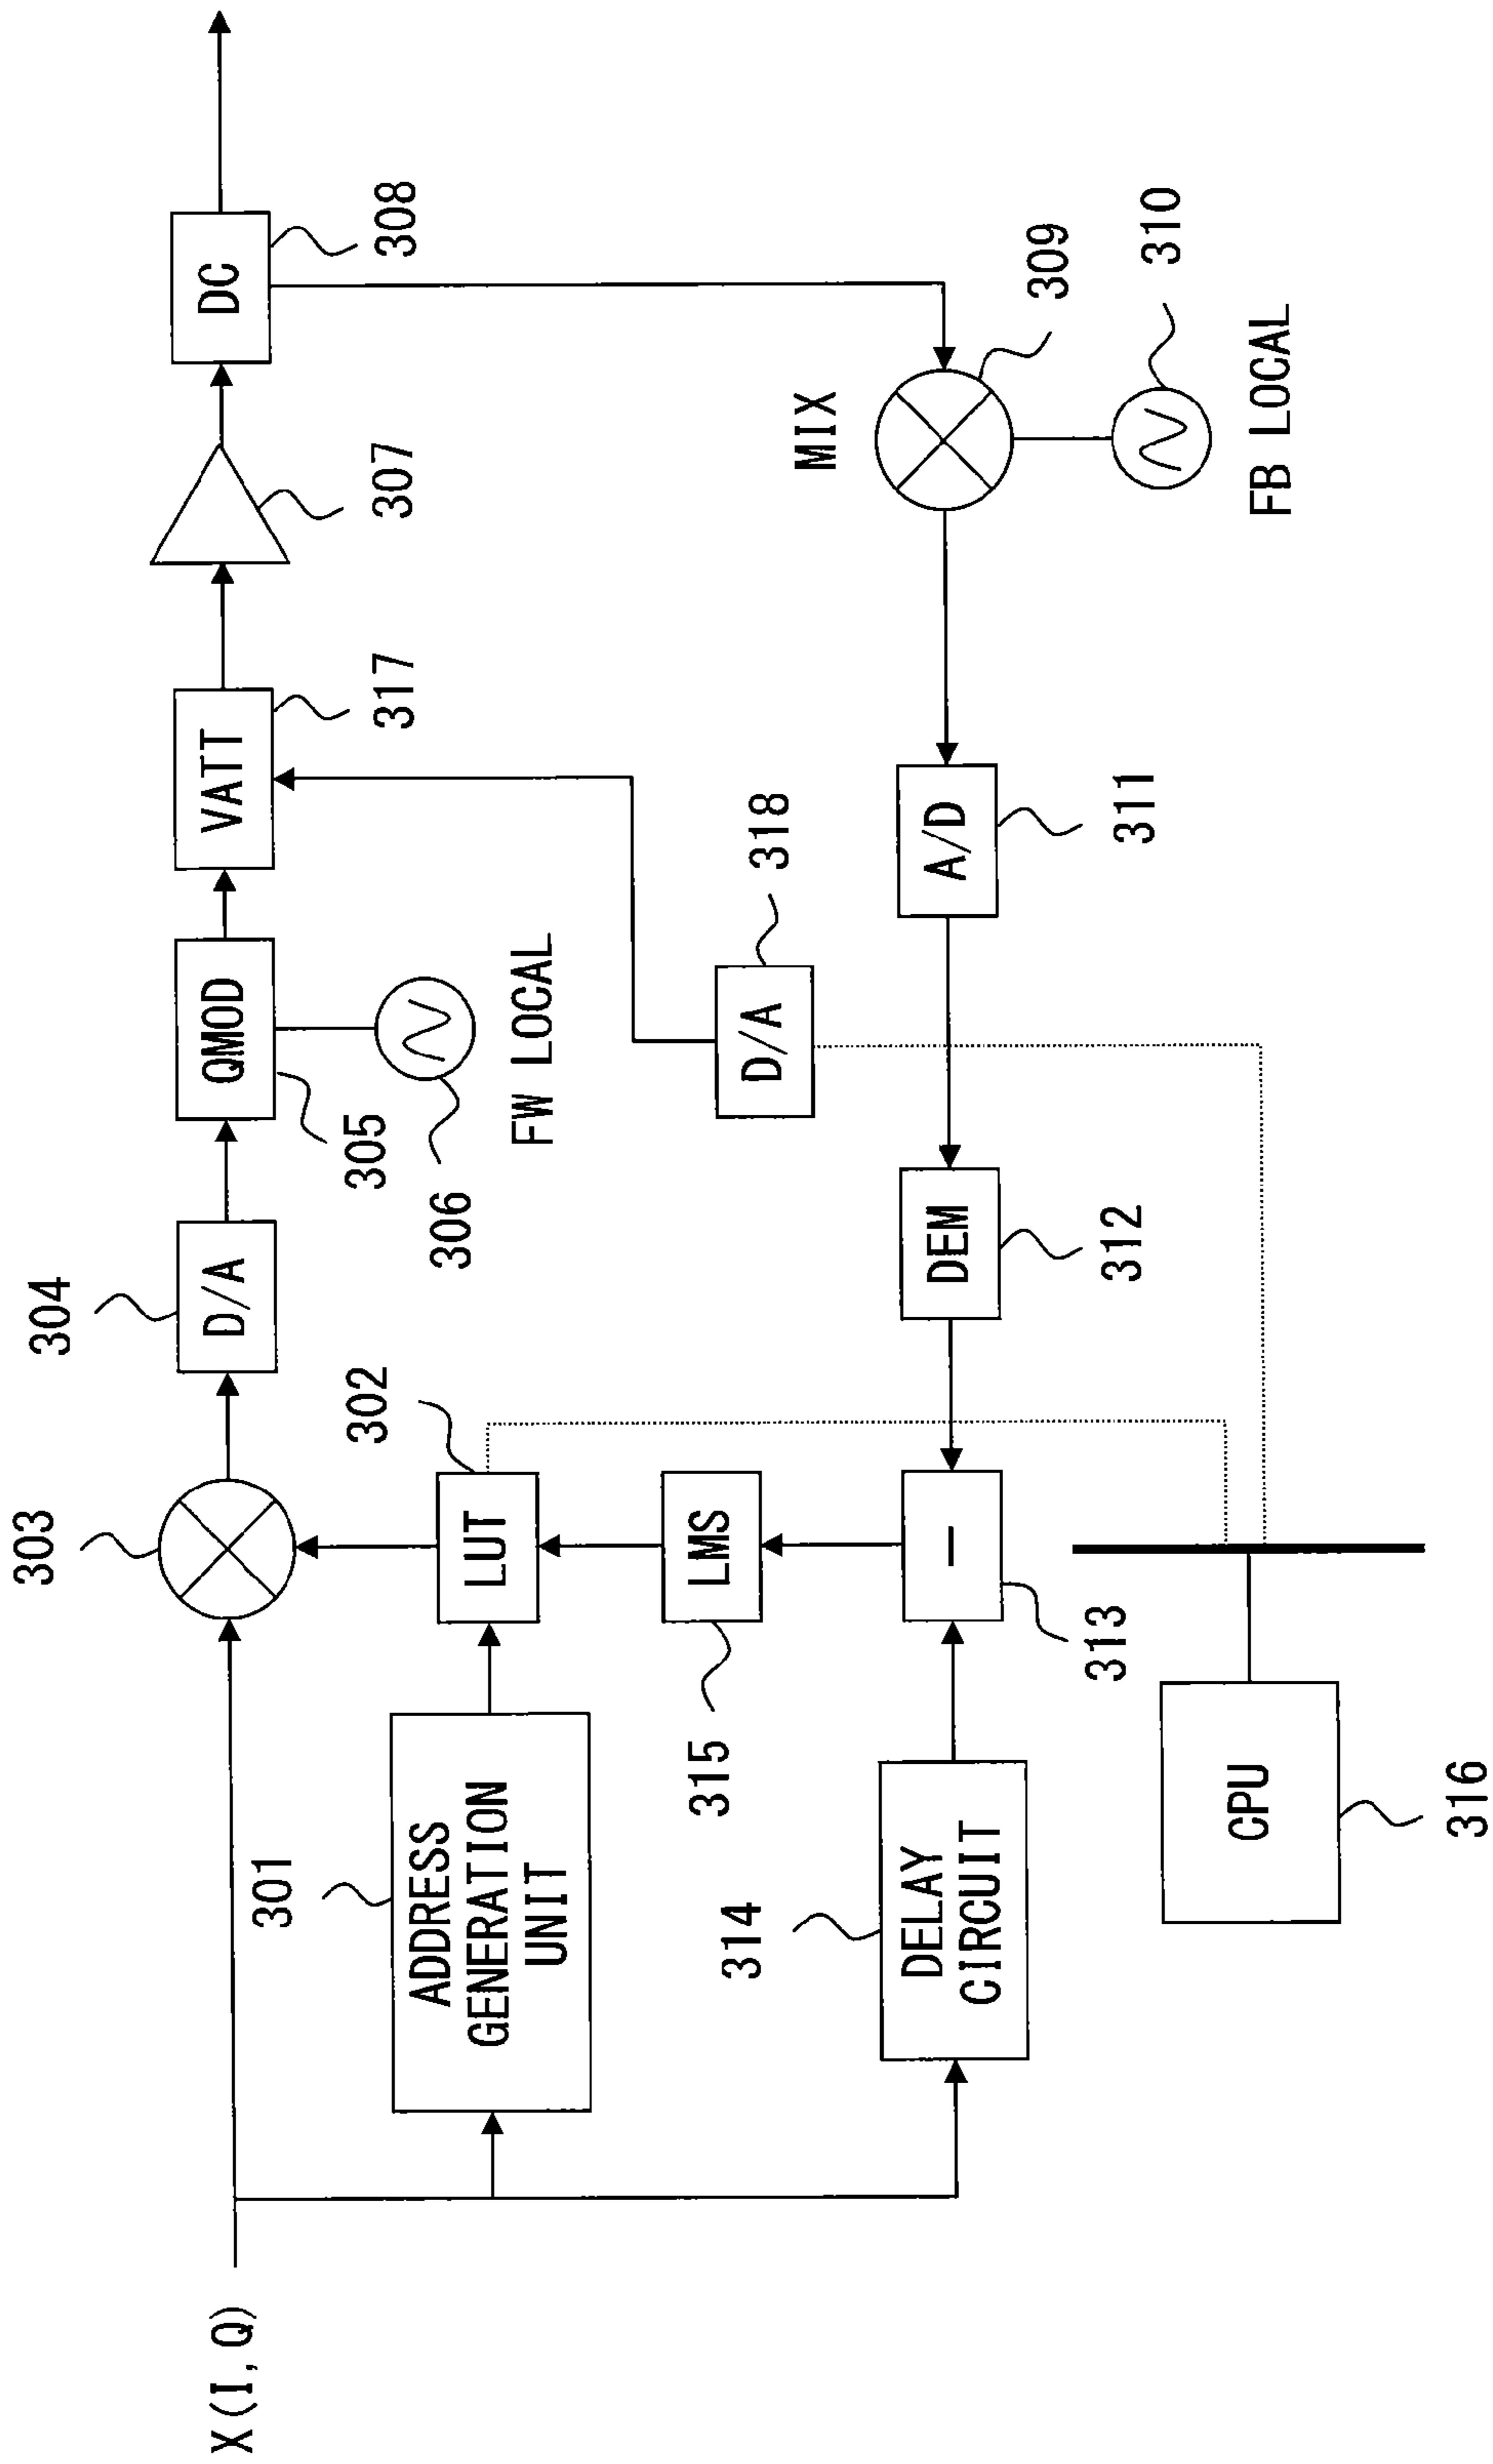 X(I,Q)
303
304
D/A
305
QMOD
306
FW LOCAL
VATT
317
307
DC
308
301
ADDRESS
GENERATION
UNIT
302
LUT
315
LMS
318
D/A
MIX
309
310
FB LOCAL
314
DELAY
CIRCUIT
313
-
DEM
312
A/D
311
CPU
316